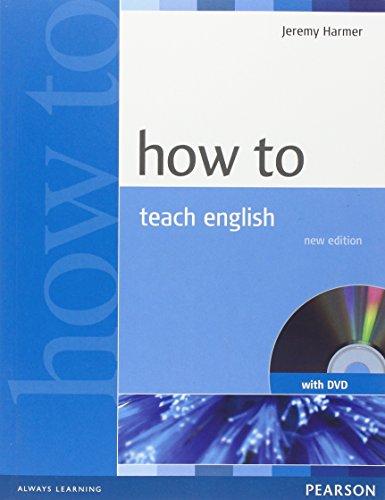 Jeremy Harmer
how to
how to
teach english
new edition
with DVD
ALWAYS LEARNING
PEARSON